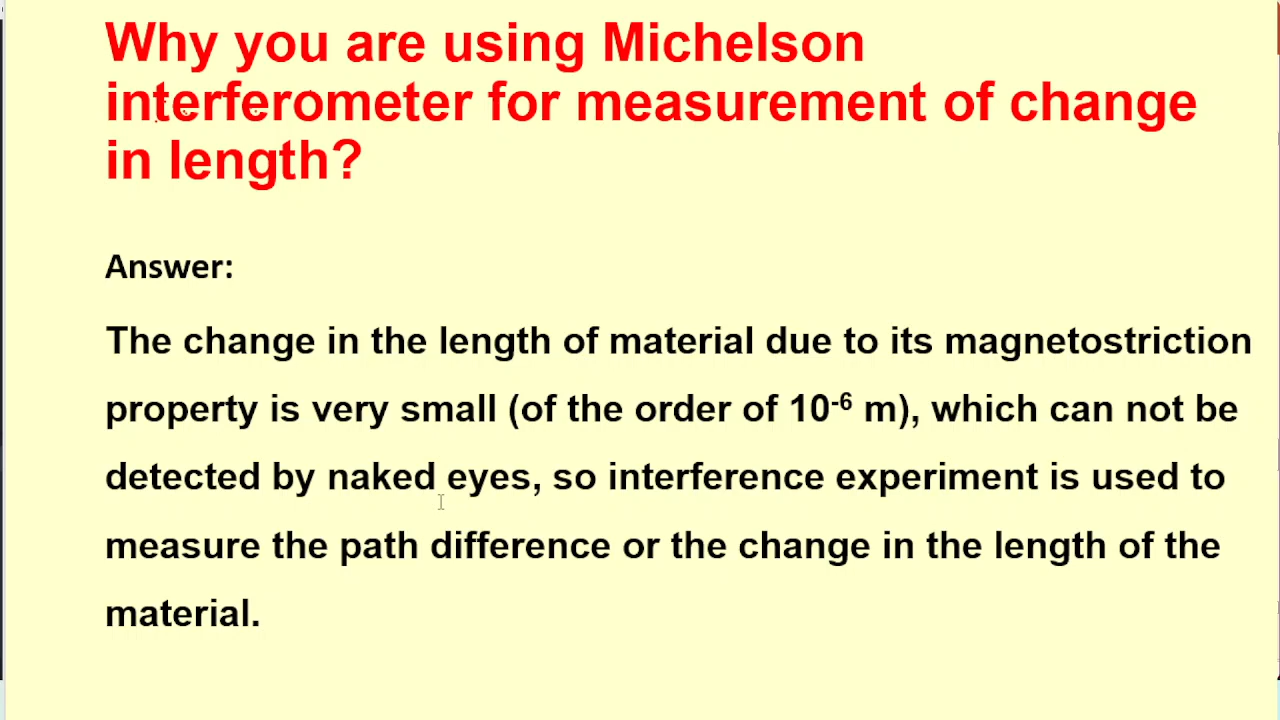 Why you are using Michelson
interferometer for measurement of change
in length?
Answer:
The change in the length of material due to its magnetostriction
property is very small (of the order of 10⁻⁶ m), which can not be
detected by naked eyes, so interference experiment is used to
measure the path difference or the change in the length of the
material.